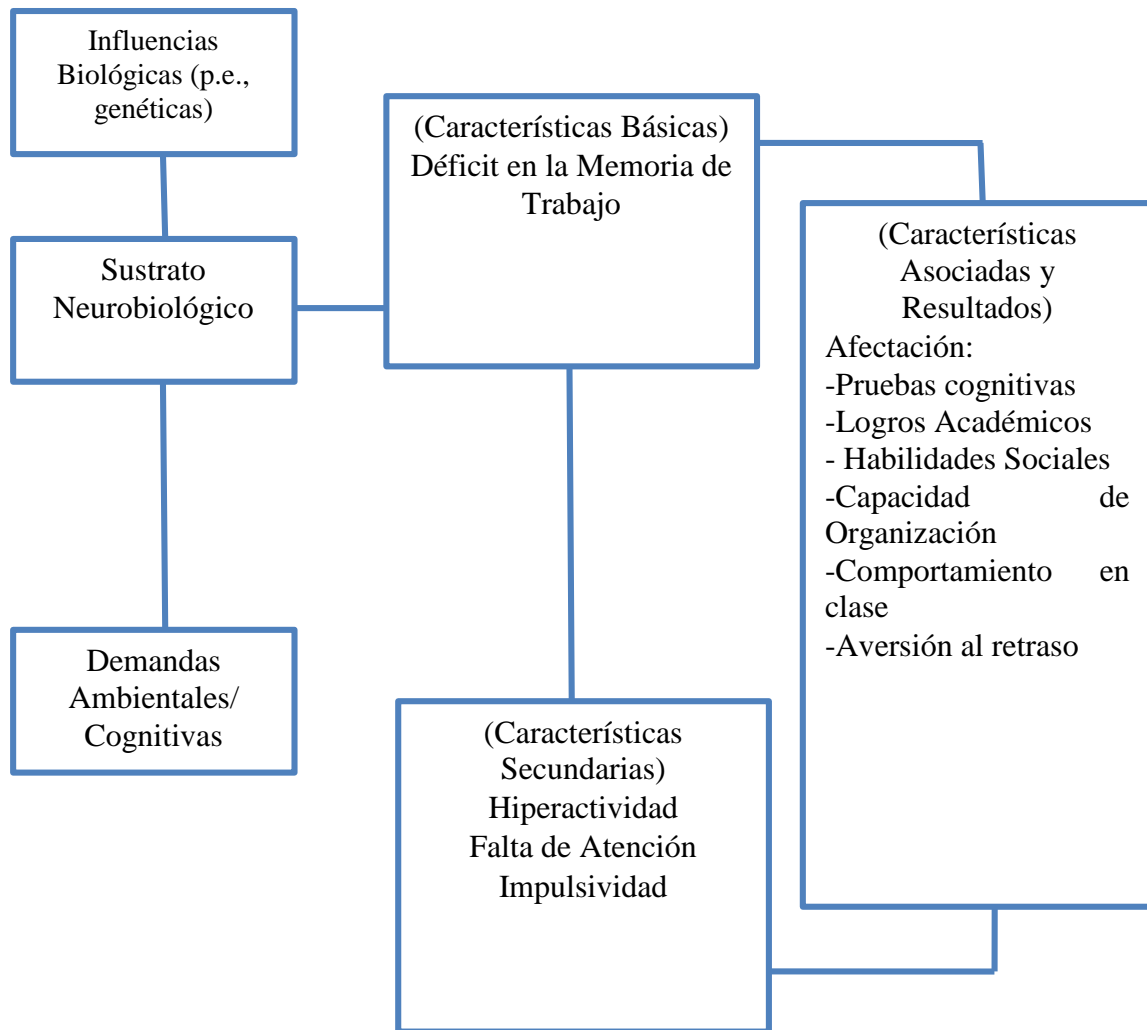 Influencias
Biológicas (p.e.,
genéticas)
Sustrato
Neurobiológico
Demandas
Ambientales/
Cognitivas
(Características Básicas)
Déficit en la Memoria de
Trabajo
(Características
Secundarias)
Hiperactividad
Falta de Atención
Impulsividad
(Características
Asociadas y
Resultados)
Afectación:
-Pruebas cognitivas
-Logros Académicos
- Habilidades Sociales
-Capacidad de
Organización
-Comportamiento en
clase
-Aversión al retraso